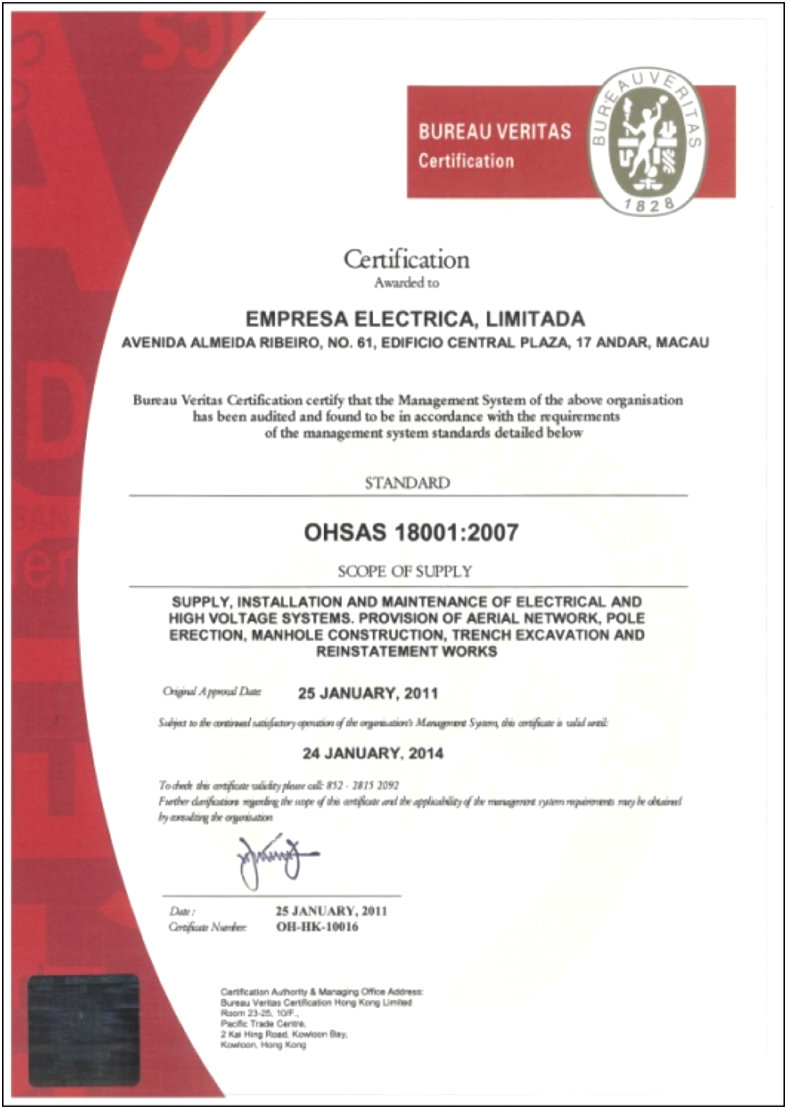 BUREAU VERITAS
Certification
BUREAU VERITAS
1828
Certification
Awarded to
EMPRESA ELECTRICA, LIMITADA
AVENIDA ALMEIDA RIBEIRO, NO. 61, EDIFICIO CENTRAL PLAZA, 17 ANDAR, MACAU
Bureau Veritas Certification certify that the Management System of the above organisation
has been audited and found to be in accordance with the requirements
of the management system standards detailed below
STANDARD
OHSAS 18001:2007
SCOPE OF SUPPLY
SUPPLY, INSTALLATION AND MAINTENANCE OF ELECTRICAL AND
HIGH VOLTAGE SYSTEMS. PROVISION OF AERIAL NETWORK, POLE
ERECTION, MANHOLE CONSTRUCTION, TRENCH EXCAVATION AND
REINSTATEMENT WORKS
Original Approval Date: 25 JANUARY, 2011
Subject to the continued satisfactory operation of the organisation's Management System, this certificate is valid until:
24 JANUARY. 2014
To check this certificate validity please call: 852 - 2815 2092
Further clarifications regarding the scope of this certificate and the applicability of the management system requirements may be obtained
by consulting the organisation
Date : 25 JANUARY, 2011
Certificate Number: OH-HK-10016
Certification Authority & Managing Office Address:
Bureau Veritas Certification Hong Kong Limited
Room 23-25, 10/F.,
Pacific Trade Centre,
2 Kai Hing Road, Kowloon Bay,
Kowloon, Hong Kong